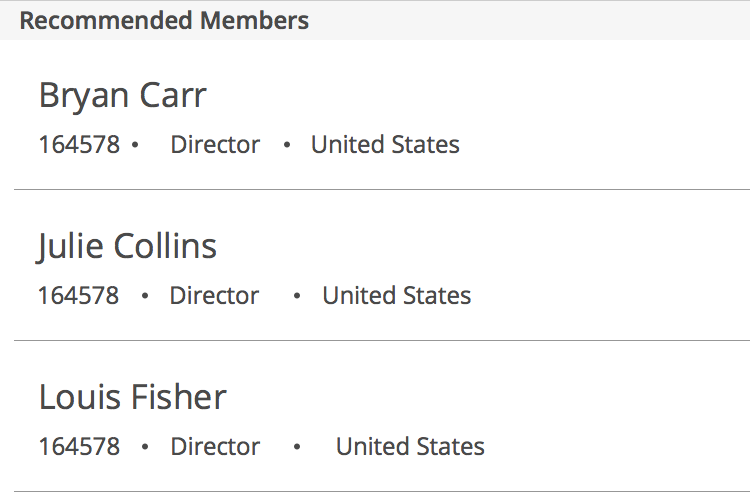 Recommended Members
Bryan Carr
164578 • Director • United States
Julie Collins
164578 • Director • United States
Louis Fisher
164578 • Director • United States